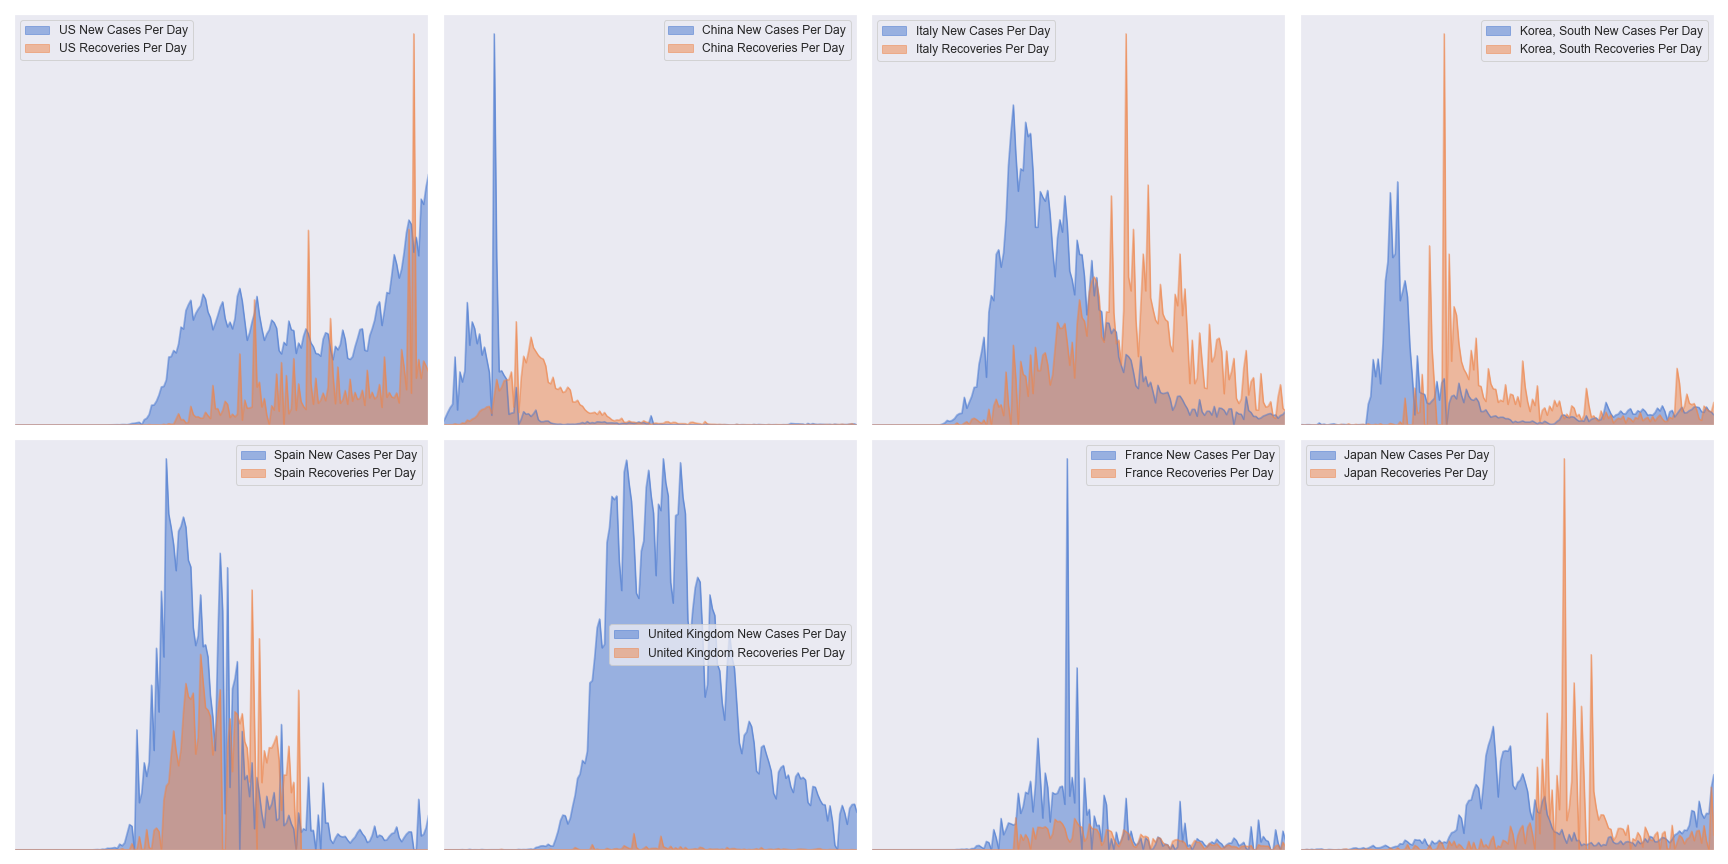 US New Cases Per Day
US Recoveries Per Day
China New Cases Per Day
China Recoveries Per Day
Italy New Cases Per Day
Italy Recoveries Per Day
Korea, South New Cases Per Day
Korea, South Recoveries Per Day
Spain New Cases Per Day
Spain Recoveries Per Day
United Kingdom New Cases Per Day
United Kingdom Recoveries Per Day
France New Cases Per Day
France Recoveries Per Day
Japan New Cases Per Day
Japan Recoveries Per Day